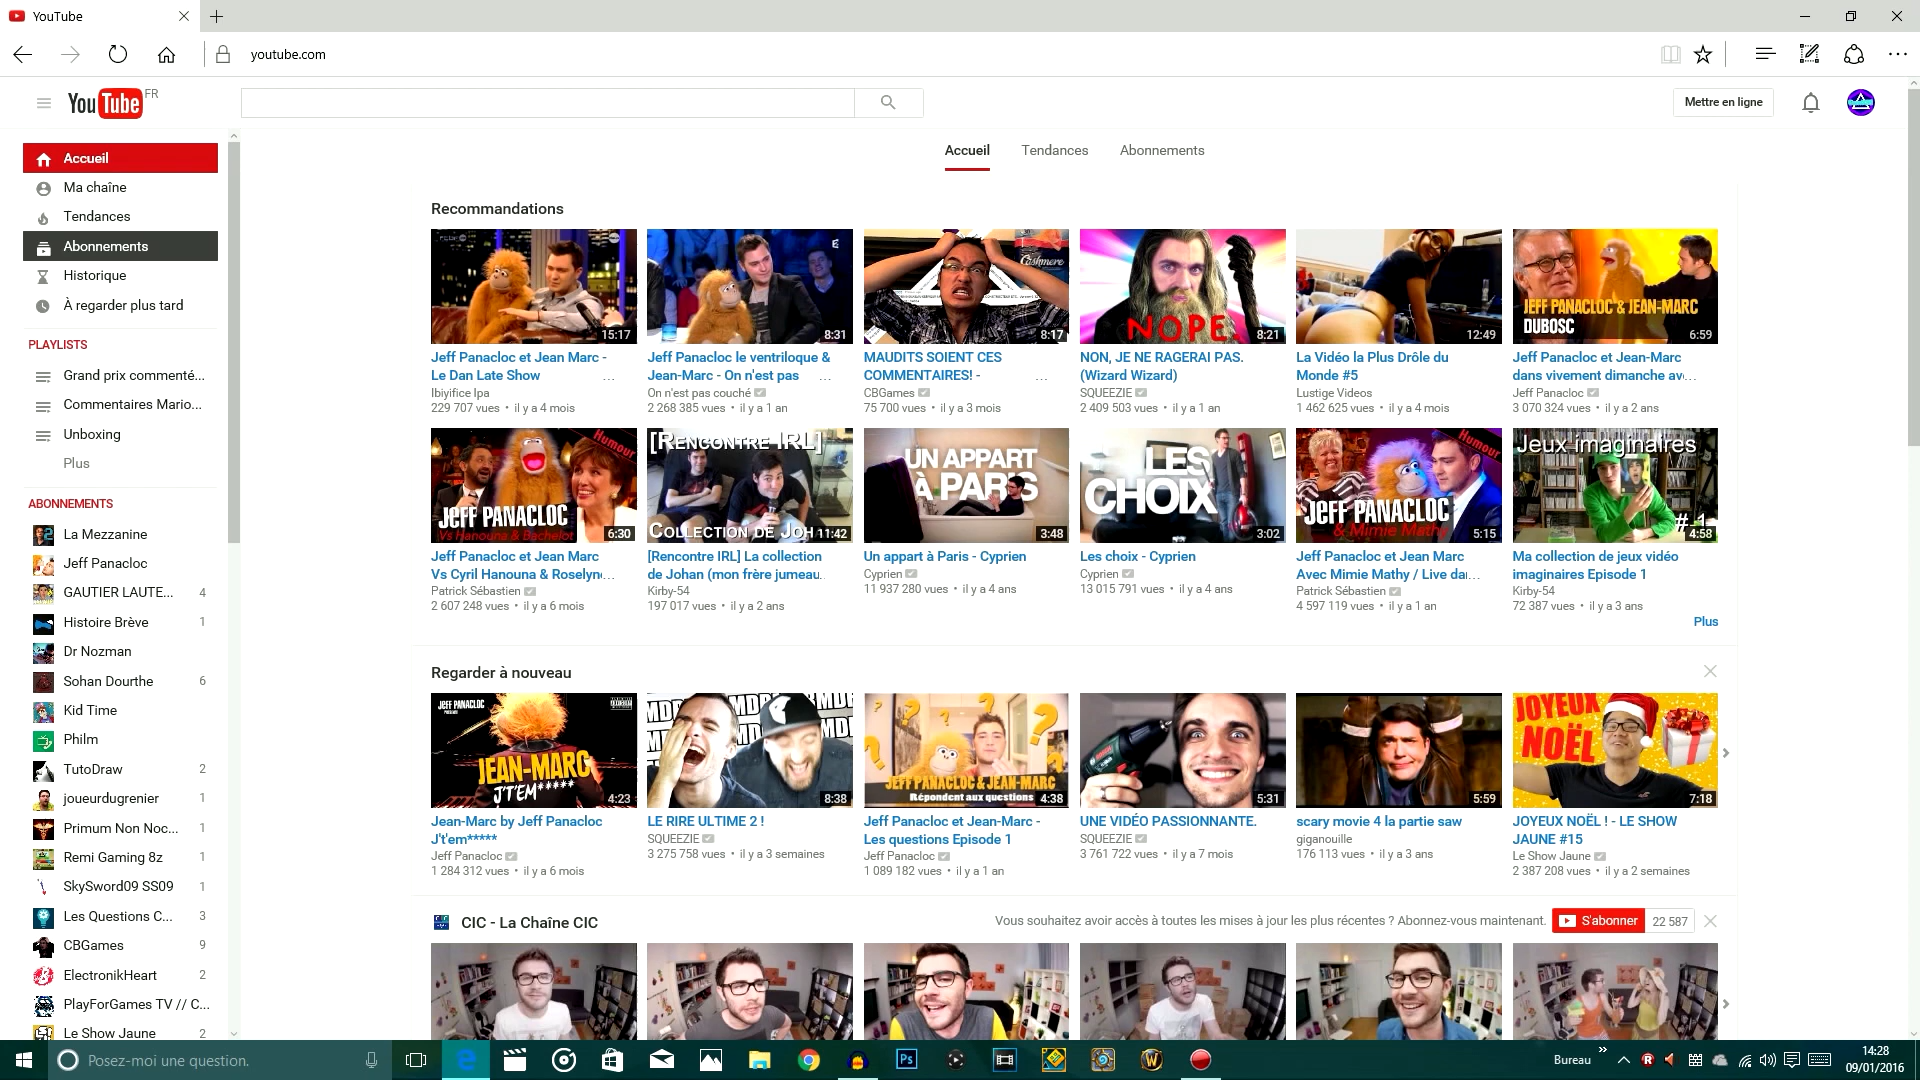 YouTube
youtube.com
YouTube FR
Mettre en ligne
Accueil
Ma chaîne
Tendances
Abonnements
Historique
À regarder plus tard
PLAYLISTS
Grand prix commenté...
Commentaires Mario...
Unboxing
Plus
ABONNEMENTS
La Mezzanine
Jeff Panacloc
GAUTIER LAUTE... 4
Histoire Brève 1
Dr Nozman
Sohan Dourthe 6
Kid Time
Philm
TutoDraw 2
joueurdugrenier 1
Primum Non Noc... 1
Remi Gaming 8z 1
SkySword09 SS09 1
Les Questions C... 3
CBGames 9
ElectronikHeart 2
PlayForGames TV // C...
Le Show Jaune 2
Accueil Tendances Abonnements
Recommandations
15:17
Jeff Panacloc et Jean Marc -
Le Dan Late Show ...
Ibiyifice Ipa
229 707 vues • il y a 4 mois
8:31
Jeff Panacloc le ventriloque &
Jean-Marc - On n'est pas ...
On n'est pas couché
2 268 385 vues • il y a 1 an
Cashmere
8:17
MAUDITS SOIENT CES
COMMENTAIRES! - ...
CBGames
75 700 vues • il y a 3 mois
NOPE
8:21
NON, JE NE RAGERAI PAS.
(Wizard Wizard)
SQUEEZIE
2 409 503 vues • il y a 1 an
12:49
La Vidéo la Plus Drôle du
Monde #5
Lustige Videos
1 462 625 vues • il y a 4 mois
JEFF PANACLOC & JEAN-MARC
DUBOSC
6:59
Jeff Panacloc et Jean-Marc
dans vivement dimanche av...
Jeff Panacloc
3 070 324 vues • il y a 2 ans
Humour
JEFF PANACLOC
Vs Hanouna & Bachelot
6:30
Jeff Panacloc et Jean Marc
Vs Cyril Hanouna & Roselyn...
Patrick Sébastien
2 607 248 vues • il y a 6 mois
[RENCONTRE IRL]
COLLECTION DE JOH
11:42
[Rencontre IRL] La collection
de Johan (mon frère jumeau...
Kirby-54
197 017 vues • il y a 2 ans
UN APPART
À PARIS
3:48
Un appart à Paris - Cyprien
Cyprien
11 937 280 vues • il y a 4 ans
LES
CHOIX
3:02
Les choix - Cyprien
Cyprien
13 015 791 vues • il y a 4 ans
Humour
JEFF PANACLOC
& Mimie Mathy
5:15
Jeff Panacloc et Jean Marc
Avec Mimie Mathy / Live da...
Patrick Sébastien
4 597 119 vues • il y a 1 an
Jeux imaginaires
# 1
4:58
Ma collection de jeux vidéo
imaginaires Episode 1
Kirby-54
72 387 vues • il y a 3 ans
Plus
Regarder à nouveau
JEFF PANACLOC
JEAN-MARC
J'T'EM*****
4:23
Jean-Marc by Jeff Panacloc
J't'em*****
Jeff Panacloc
1 284 312 vues • il y a 6 mois
8:38
LE RIRE ULTIME 2 !
SQUEEZIE
3 275 758 vues • il y a 3 semaines
JEFF PANACLOC & JEAN-MARC
Répondent aux questions
4:38
Jeff Panacloc et Jean-Marc -
Les questions Episode 1
Jeff Panacloc
1 089 182 vues • il y a 1 an
5:31
UNE VIDÉO PASSIONNANTE.
SQUEEZIE
3 761 722 vues • il y a 7 mois
5:59
scary movie 4 la partie saw
giganouille
176 113 vues • il y a 3 ans
JOYEUX
NOËL
7:18
JOYEUX NOËL ! - LE SHOW
JAUNE #15
Le Show Jaune
2 387 208 vues • il y a 2 semaines
CIC - La Chaîne CIC
Vous souhaitez avoir accès à toutes les mises à jour les plus récentes ? Abonnez-vous maintenant. S'abonner 22 587
Posez-moi une question.
Ps
Bureau
14:28
09/01/2016